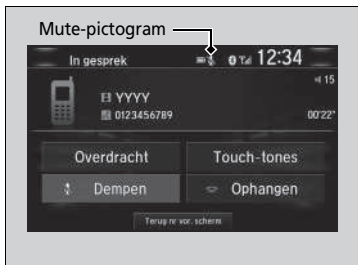 Mute-pictogram
In gesprek 12:34
15
YYYY
0123456789 00'22"
Overdracht Touch-tones
Dempen Ophangen
Terug nr vor. scherm